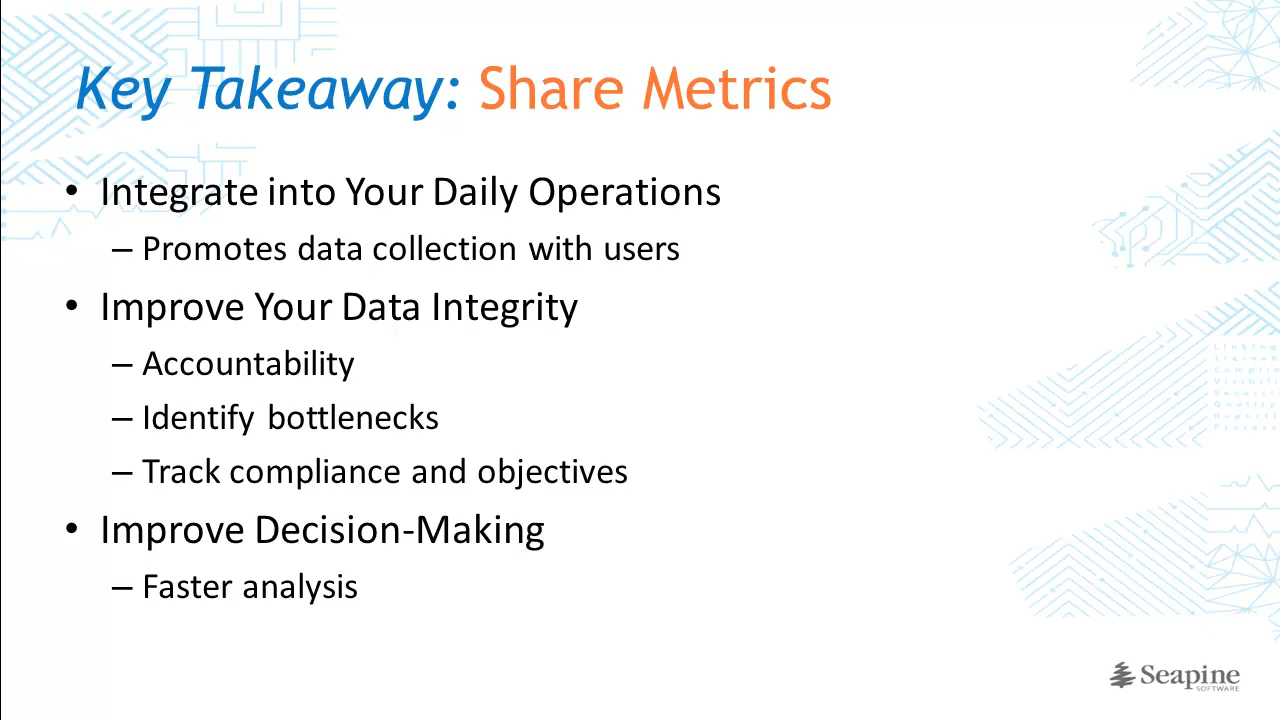 Key Takeaway: Share Metrics
• Integrate into Your Daily Operations
– Promotes data collection with users
• Improve Your Data Integrity
– Accountability
– Identify bottlenecks
– Track compliance and objectives
• Improve Decision-Making
– Faster analysis
Seapine
SOFTWARE